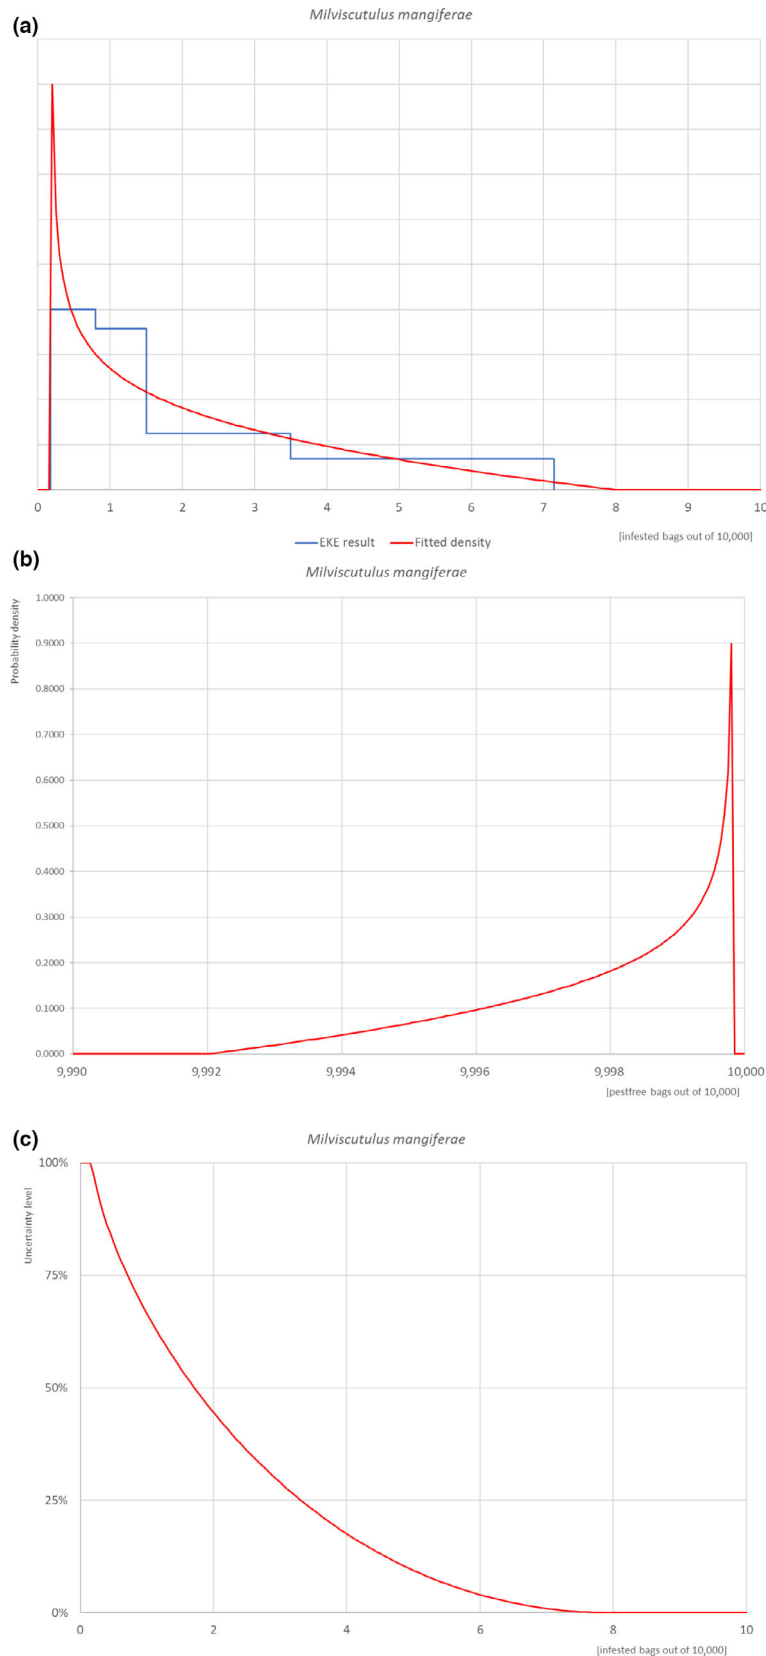 (a)
Milviscutulus mangiferae
0 1 2 3 4 5 6 7 8 9 10
EKE result Fitted density
[infested bags out of 10,000]
(b)
Milviscutulus mangiferae
Probability density
1.0000
0.9000
0.8000
0.7000
0.6000
0.5000
0.4000
0.3000
0.2000
0.1000
0.0000
9,990 9,992 9,994 9,996 9,998 10,000
[pestfree bags out of 10,000]
(c)
Milviscutulus mangiferae
Uncertainty level
100%
75%
50%
25%
0%
0 2 4 6 8 10
[infested bags out of 10,000]